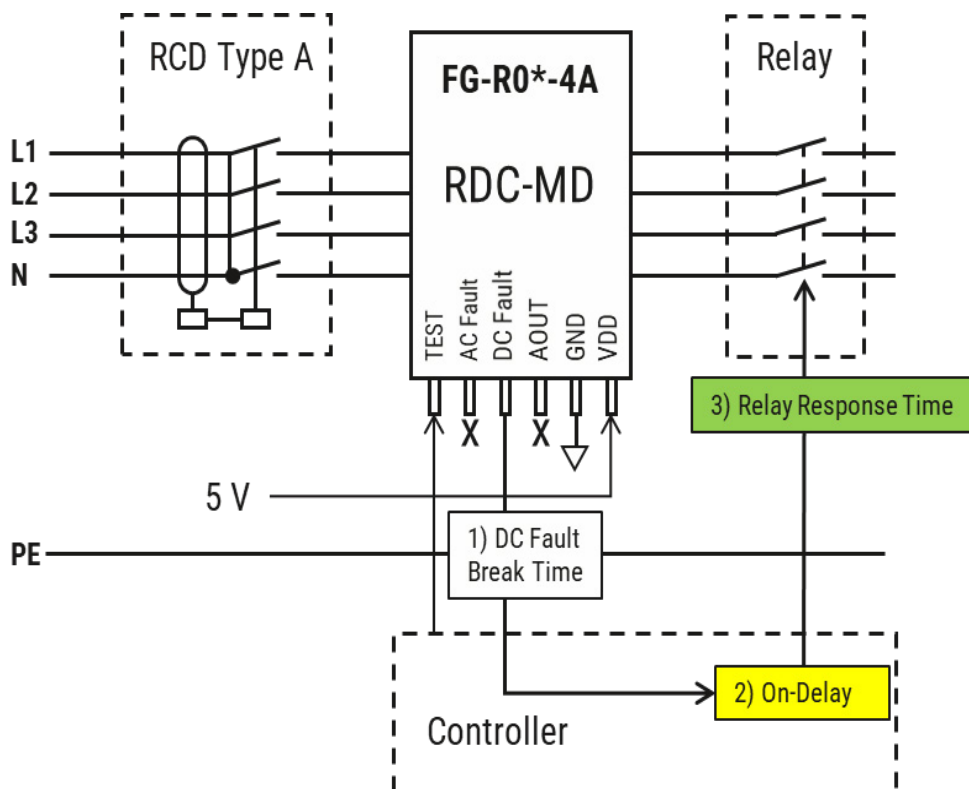 RCD Type A
FG-R0*-4A
RDC-MD
Relay
L1
L2
L3
N
TEST
AC Fault
DC Fault
AOUT
GND
VDD
X
X
3) Relay Response Time
5 V
PE
1) DC Fault
Break Time
2) On-Delay
Controller